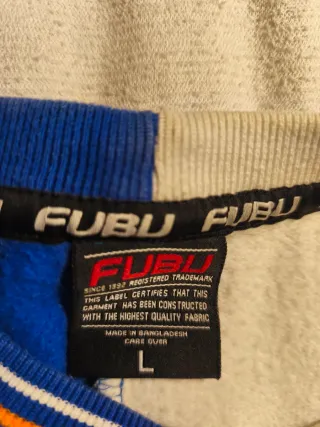 FUBU FUBU
FUBU
SINCE 1992 REGISTERED TRADEMARK
THIS LABEL CERTIFIES THAT THIS
GARMENT HAS BEEN CONSTRUCTED
WITH THE HIGHEST QUALITY FABRIC
MADE IN BANGLADESH
CARE OVER
L